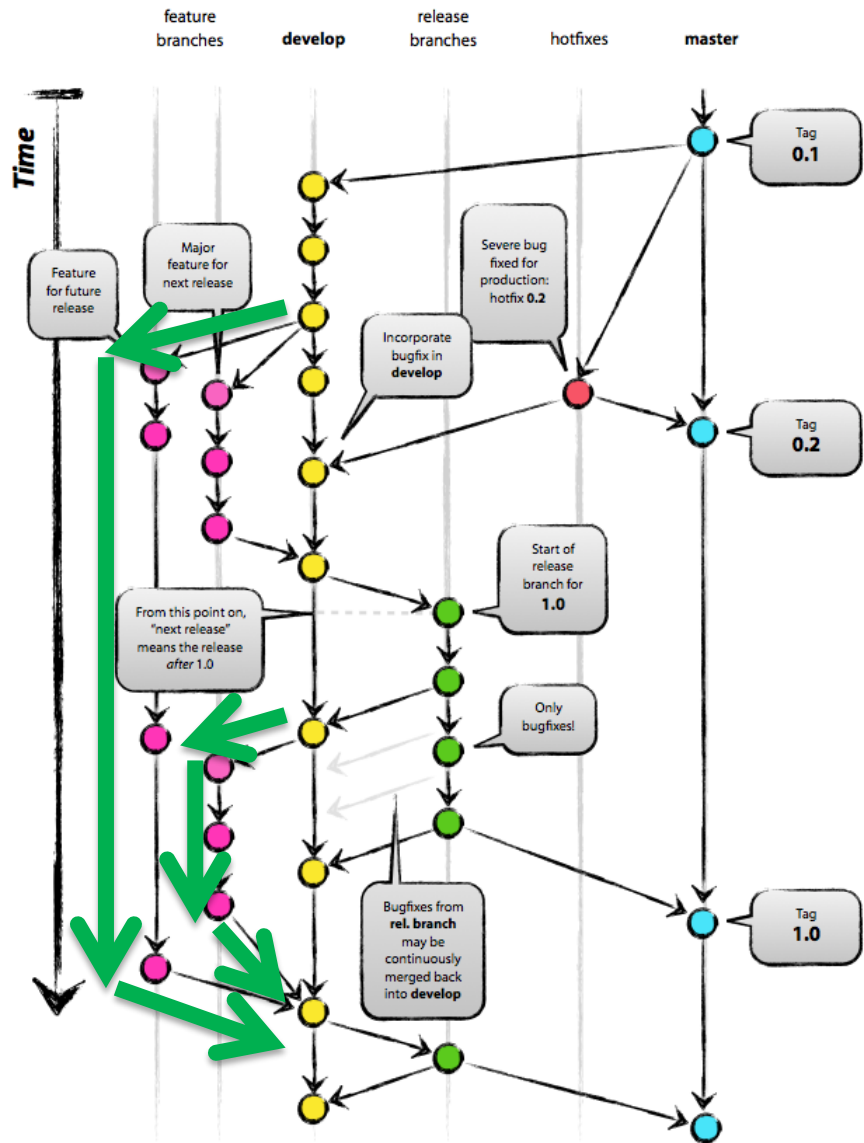 feature
branches
develop
release
branches
hotfixes
master
Time
Tag
0.1
Major
feature for
next release
Feature
for future
release
Severe bug
fixed for
production:
hotfix 0.2
Incorporate
bugfix in
develop
Tag
0.2
Start of
release
branch for
1.0
From this point on,
“next release”
means the release
after 1.0
Only
bugfixes!
Bugfixes from
rel. branch
may be
continuously
merged back
into develop
Tag
1.0